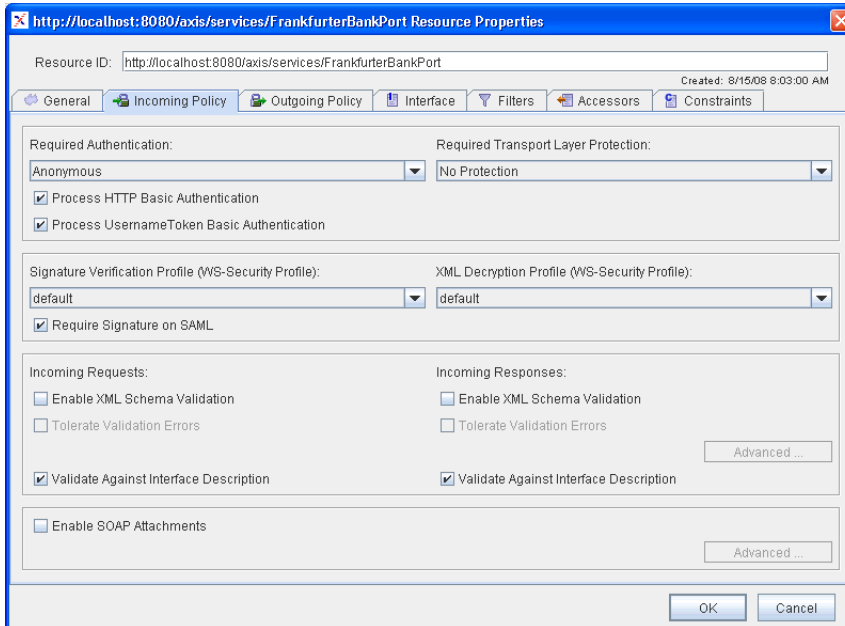 http://localhost:8080/axis/services/FrankfurterBankPort Resource Properties
Resource ID: http://localhost:8080/axis/services/FrankfurterBankPort
Created: 8/15/08 8:03:00 AM
General Incoming Policy Outgoing Policy Interface Filters Accessors Constraints
Required Authentication: Required Transport Layer Protection:
Anonymous No Protection
Process HTTP Basic Authentication
Process UsernameToken Basic Authentication
Signature Verification Profile (WS-Security Profile): XML Decryption Profile (WS-Security Profile):
default default
Require Signature on SAML
Incoming Requests: Incoming Responses:
Enable XML Schema Validation Enable XML Schema Validation
Tolerate Validation Errors Tolerate Validation Errors
Advanced ...
Validate Against Interface Description Validate Against Interface Description
Enable SOAP Attachments
Advanced ...
OK Cancel